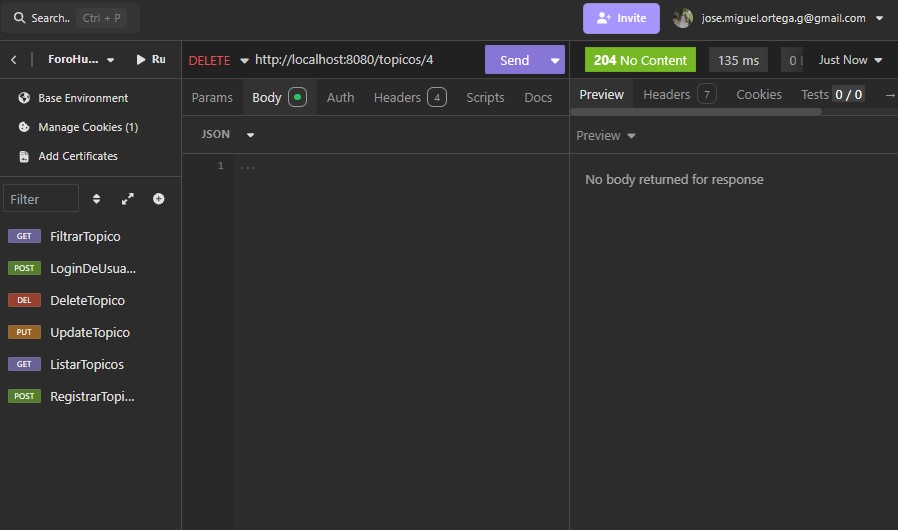 Search.. Ctrl + P
Invite
jose.miguel.ortega.g@gmail.com
ForoHu... Ru
DELETE http://localhost:8080/topicos/4 Send
204 No Content 135 ms 0 Just Now
Base Environment
Manage Cookies (1)
Add Certificates
Params Body Auth Headers 4 Scripts Docs
Preview Headers 7 Cookies Tests 0 / 0 →
JSON
Preview
1 ...
No body returned for response
Filter
GET FiltrarTopico
POST LoginDeUsua...
DEL DeleteTopico
PUT UpdateTopico
GET ListarTopicos
POST RegistrarTopi...